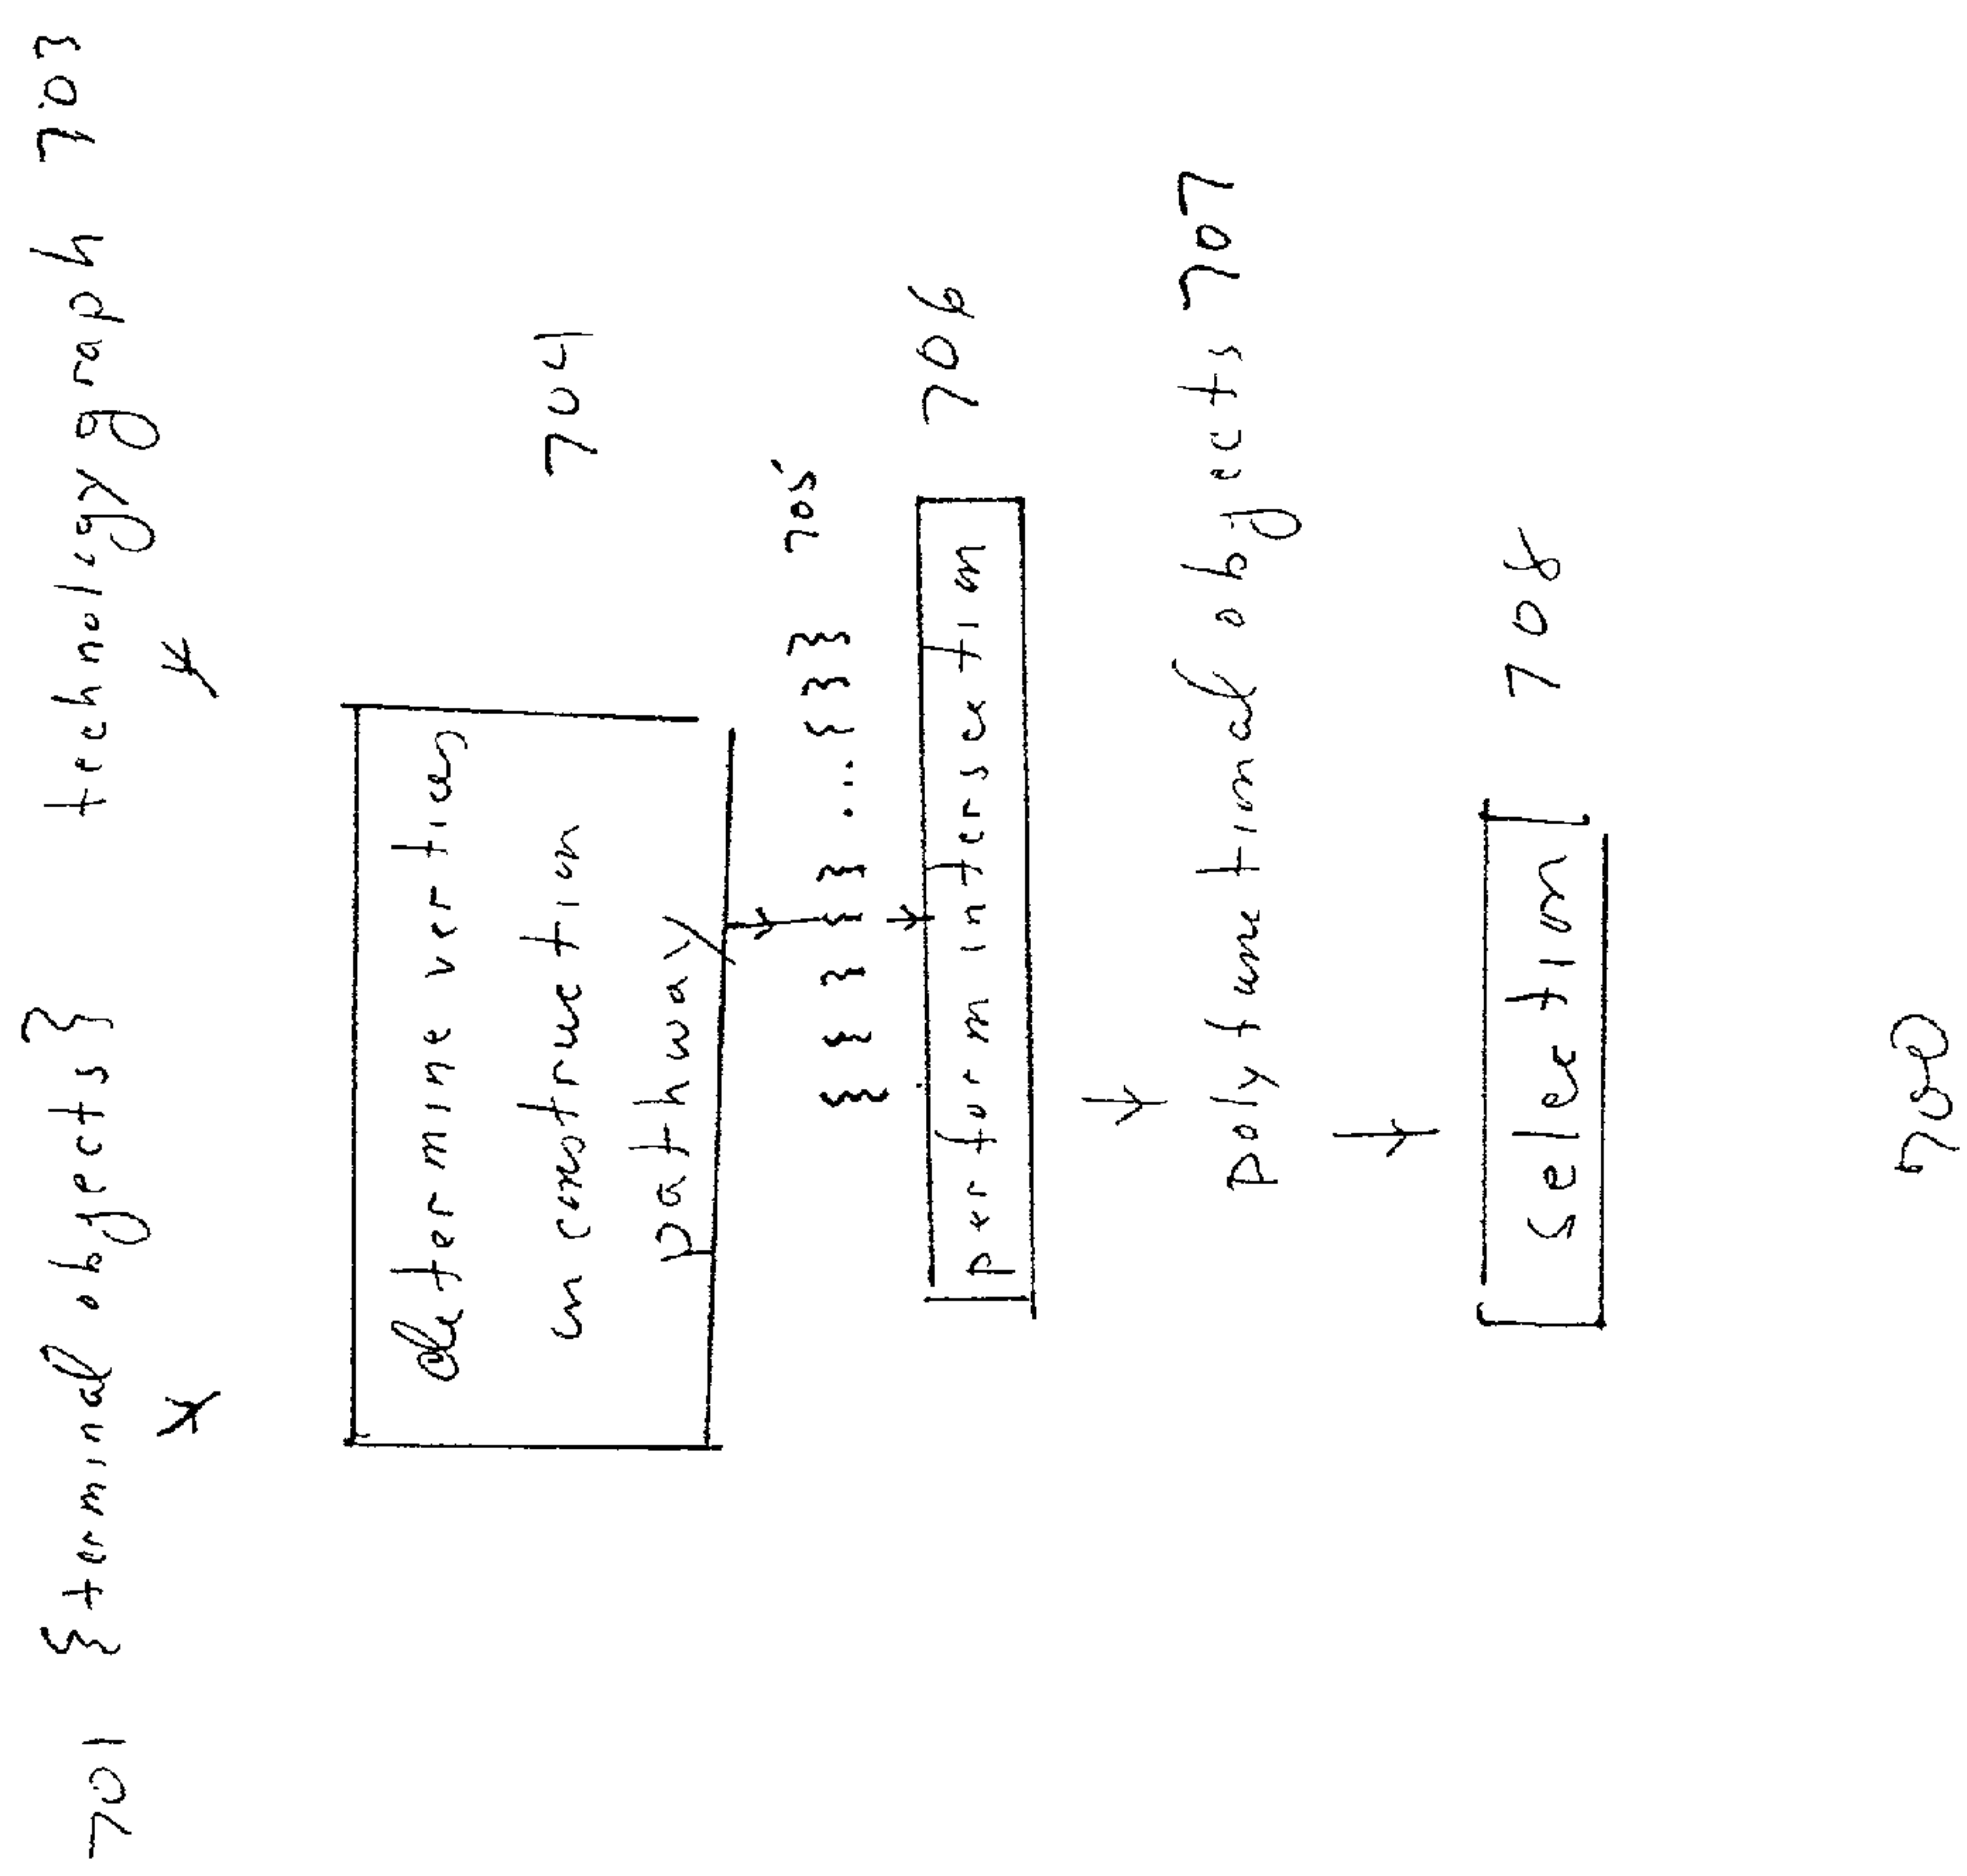 701 {terminal objects} technology graph 703
determine vertices
in construction
pathway
704
{ } { } { } ... { } } 705
perform intersection 706
polyfunctional objects 707
selection 708
700